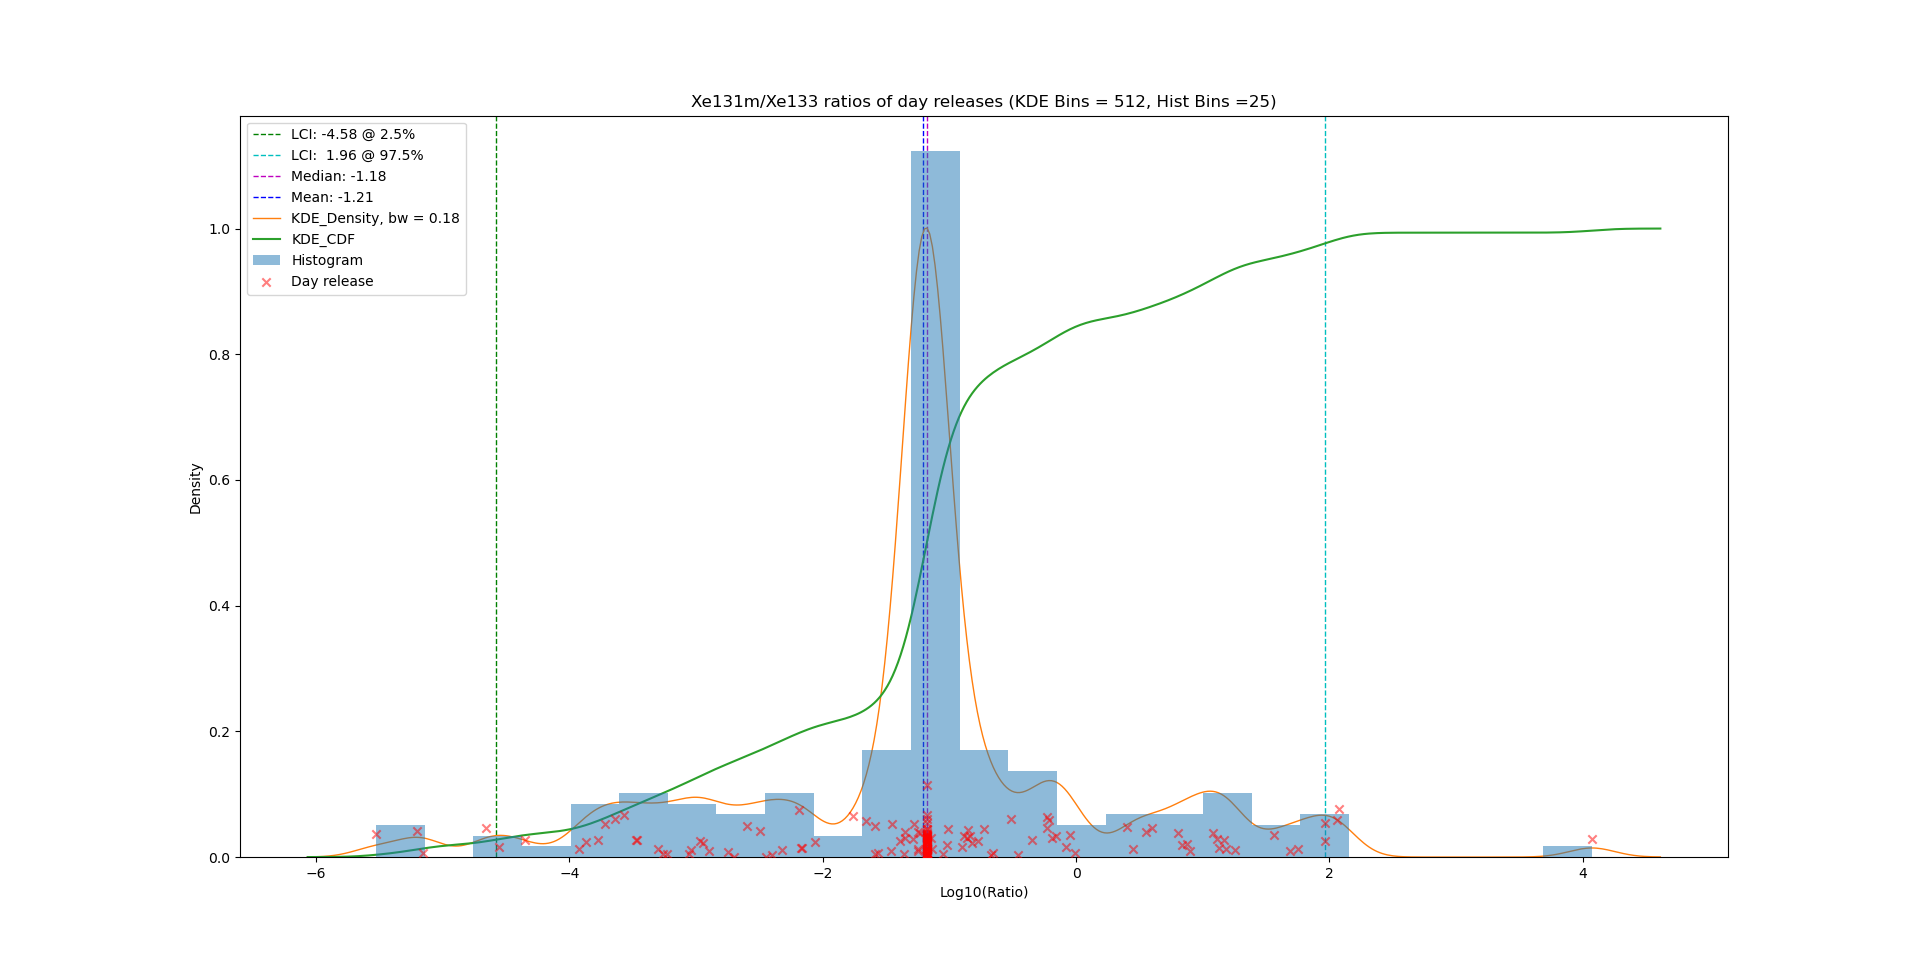 Xe131m/Xe133 ratios of day releases (KDE Bins = 512, Hist Bins =25)
LCI: -4.58 @ 2.5%
LCI:  1.96 @ 97.5%
Median: -1.18
Mean: -1.21
KDE_Density, bw = 0.18
KDE_CDF
Histogram
Day release
Density
1.0
0.8
0.6
0.4
0.2
0.0
−6 −4 −2 0 2 4
Log10(Ratio)